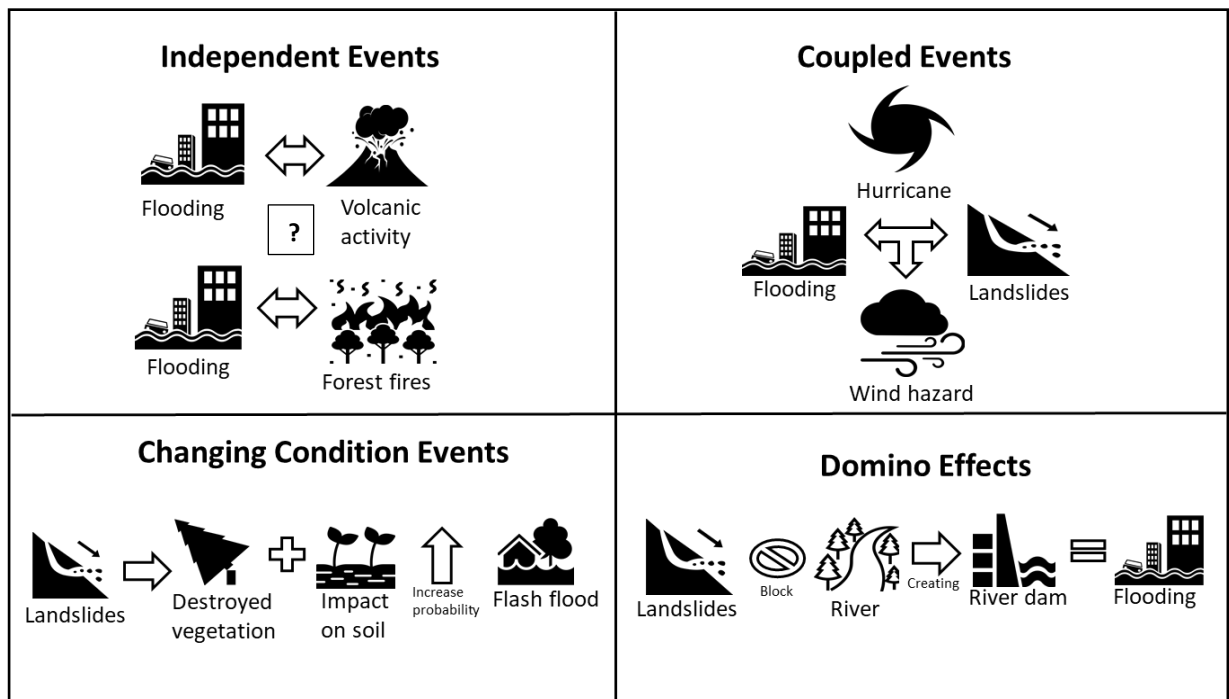 Independent Events
Flooding
Volcanic
activity
?
Flooding
Forest fires
Coupled Events
Hurricane
Flooding
Landslides
Wind hazard
Changing Condition Events
Landslides
Destroyed
vegetation
Impact
on soil
Increase
probability
Flash flood
Domino Effects
Landslides
Block
River
Creating
River dam
Flooding